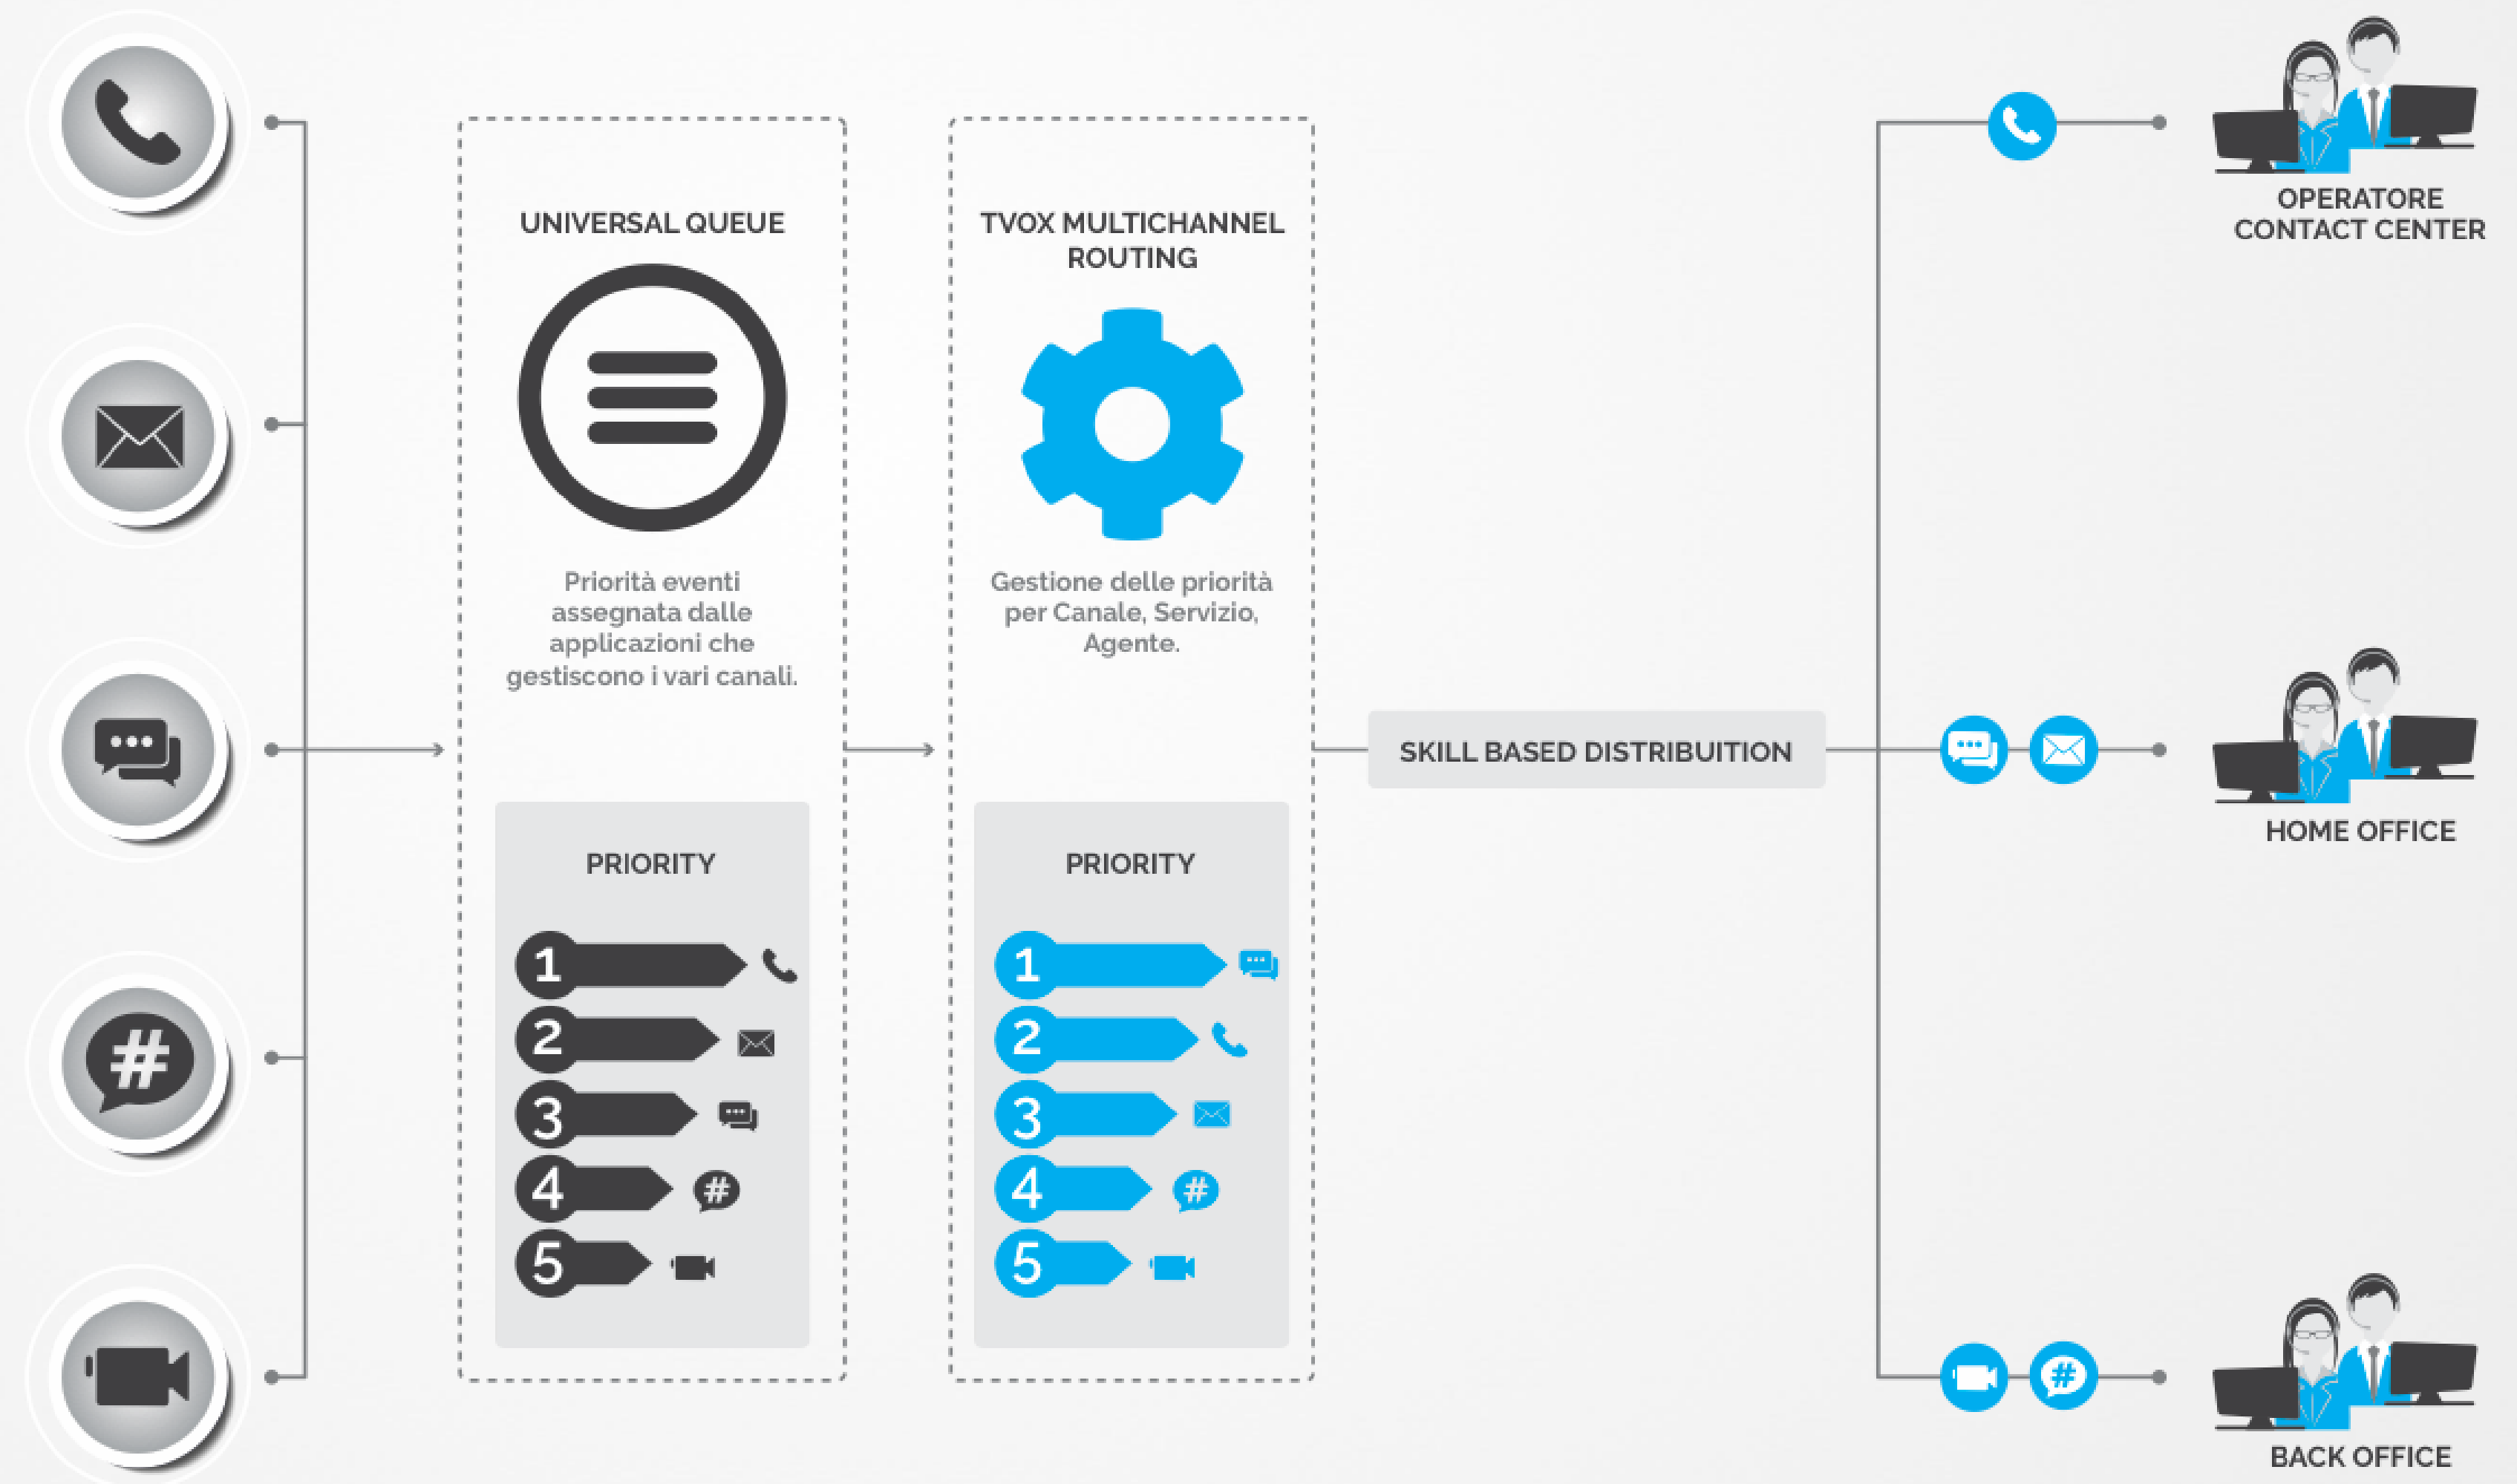 UNIVERSAL QUEUE
Priorità eventi
assegnata dalle
applicazioni che
gestiscono i vari canali.
PRIORITY
1
2
3
4
#
5
TVOX MULTICHANNEL
ROUTING
Gestione delle priorità
per Canale, Servizio,
Agente.
PRIORITY
1
2
3
4
#
5
SKILL BASED DISTRIBUITION
OPERATORE
CONTACT CENTER
HOME OFFICE
#
BACK OFFICE
#